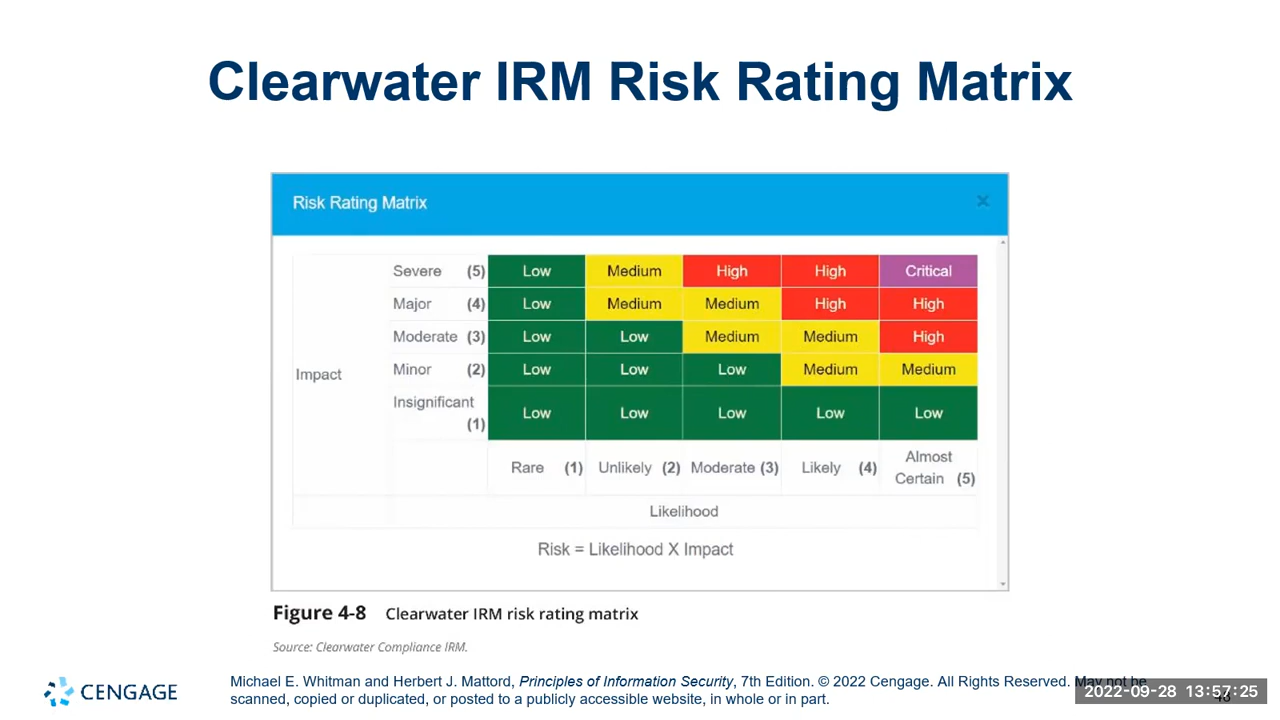 Clearwater IRM Risk Rating Matrix
Risk Rating Matrix ×
Severe (5) Low Medium High High Critical
Major (4) Low Medium Medium High High
Moderate (3) Low Low Medium Medium High
Impact
Minor (2) Low Low Low Medium Medium
Insignificant (1) Low Low Low Low Low
Rare (1) Unlikely (2) Moderate (3) Likely (4) Almost Certain (5)
Likelihood
Risk = Likelihood X Impact
Figure 4-8 Clearwater IRM risk rating matrix
Source: Clearwater Compliance IRM.
CENGAGE
Michael E. Whitman and Herbert J. Mattord, Principles of Information Security, 7th Edition. © 2022 Cengage. All Rights Reserved. May not be
scanned, copied or duplicated, or posted to a publicly accessible website, in whole or in part.
2022-09-28 13:57:25